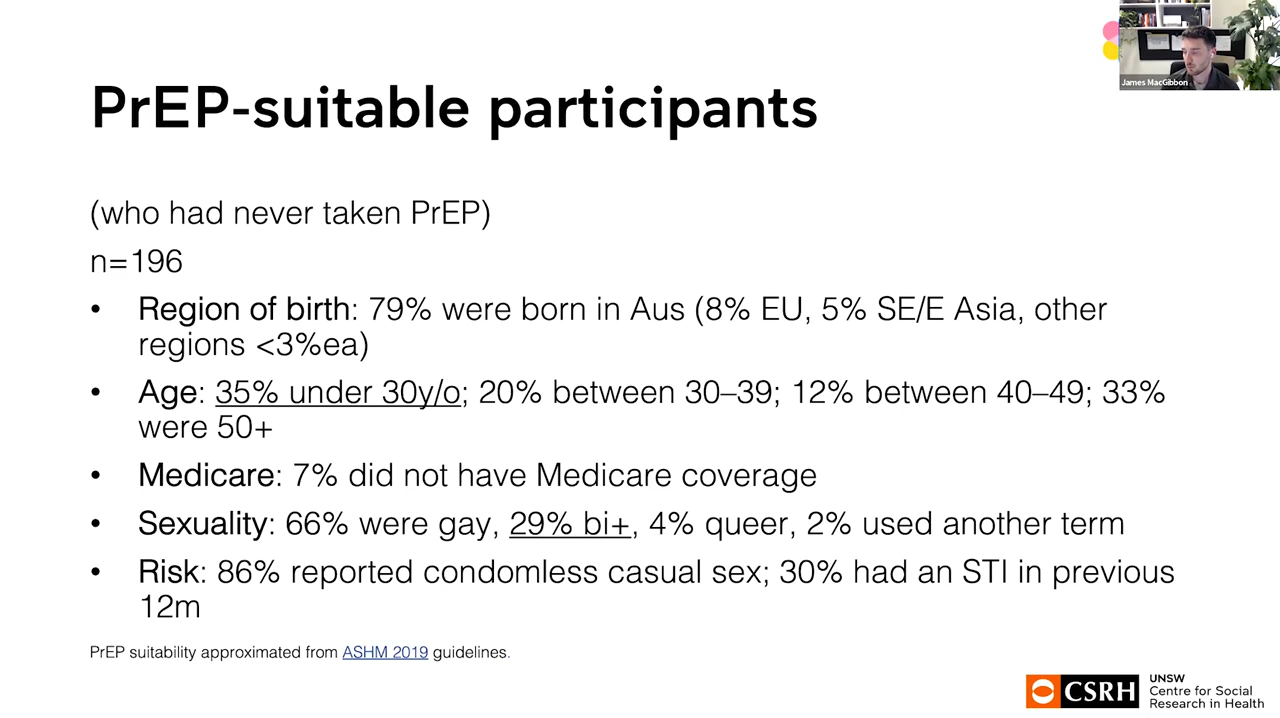 James MacGibbon
PrEP-suitable participants
(who had never taken PrEP)
n=196
• Region of birth: 79% were born in Aus (8% EU, 5% SE/E Asia, other
regions <3%ea)
• Age: 35% under 30y/o; 20% between 30–39; 12% between 40–49; 33%
were 50+
• Medicare: 7% did not have Medicare coverage
• Sexuality: 66% were gay, 29% bi+, 4% queer, 2% used another term
• Risk: 86% reported condomless casual sex; 30% had an STI in previous
12m
PrEP suitability approximated from ASHM 2019 guidelines.
CSRH
UNSW
Centre for Social
Research in Health